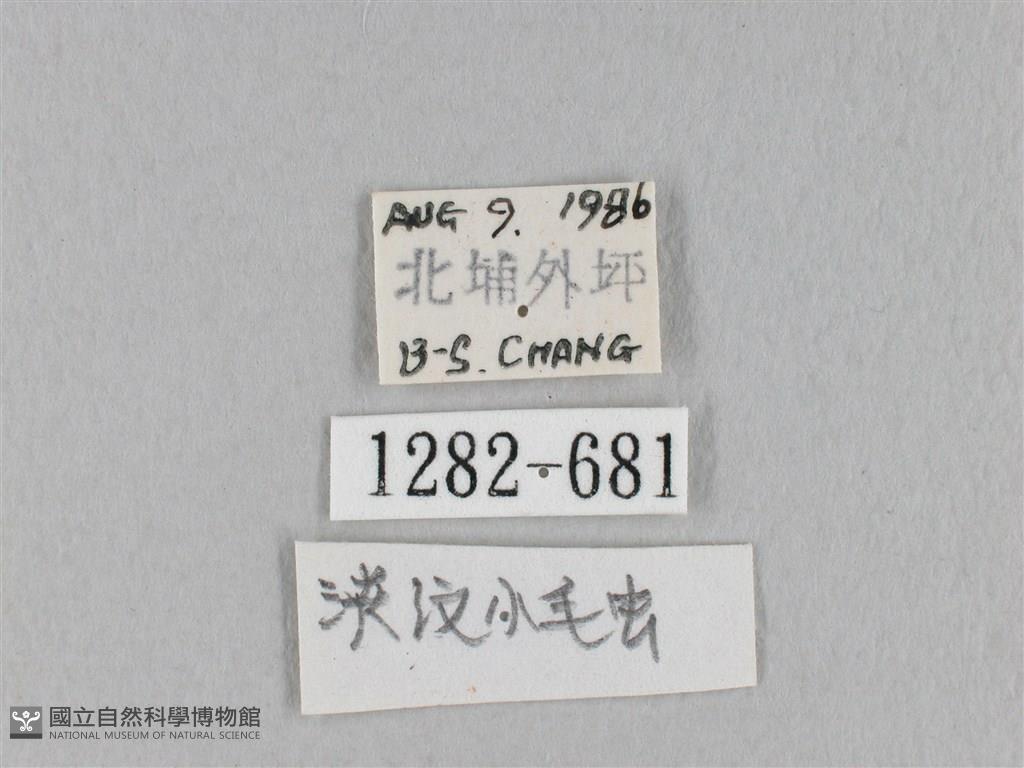 AUG 9. 1986
北埔外坪
B-S. CHANG
1282-681
淡汶小毛虫
國立自然科學博物館
NATIONAL MUSEUM OF NATURAL SCIENCE